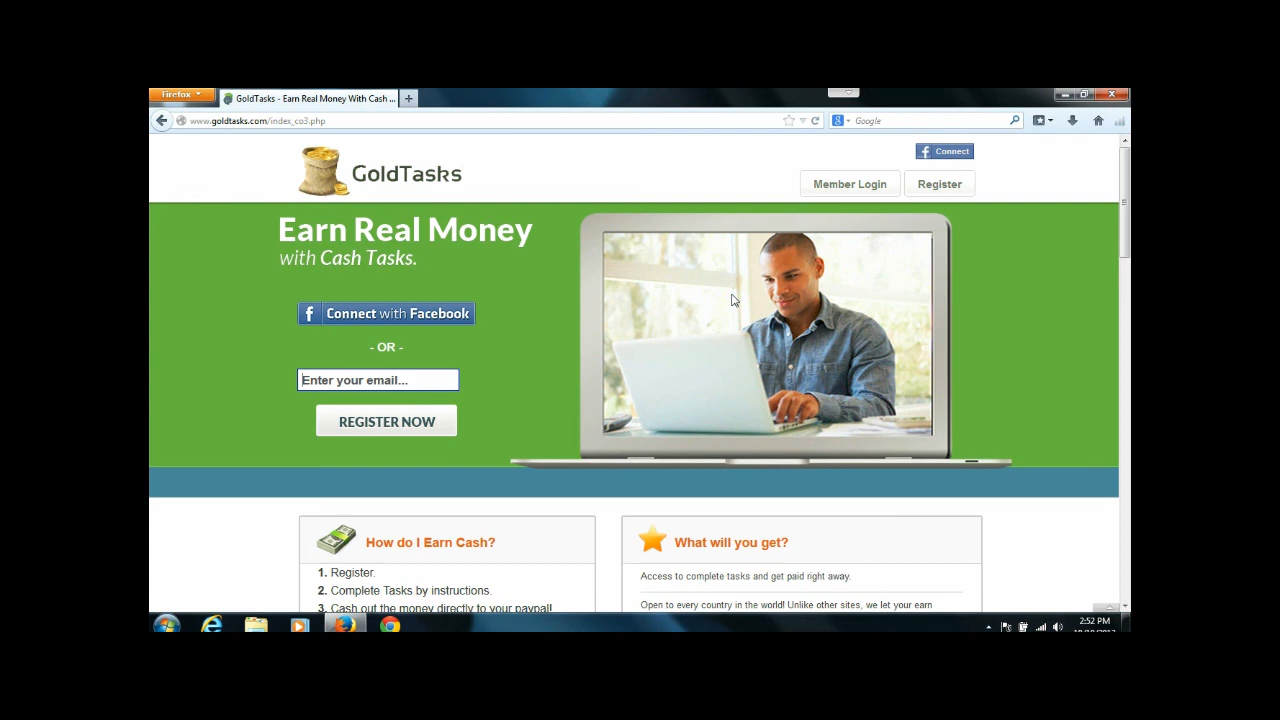 Firefox
GoldTasks - Earn Real Money With Cash ...
www.goldtasks.com/index_co3.php
Google
GoldTasks
Connect
Member Login
Register
Earn Real Money
with Cash Tasks.
Connect with Facebook
- OR -
Enter your email...
REGISTER NOW
How do I Earn Cash?
1. Register.
2. Complete Tasks by instructions.
3. Cash out the money directly to your paypal!
What will you get?
Access to complete tasks and get paid right away.
Open to every country in the world! Unlike other sites, we let your earn
2:52 PM